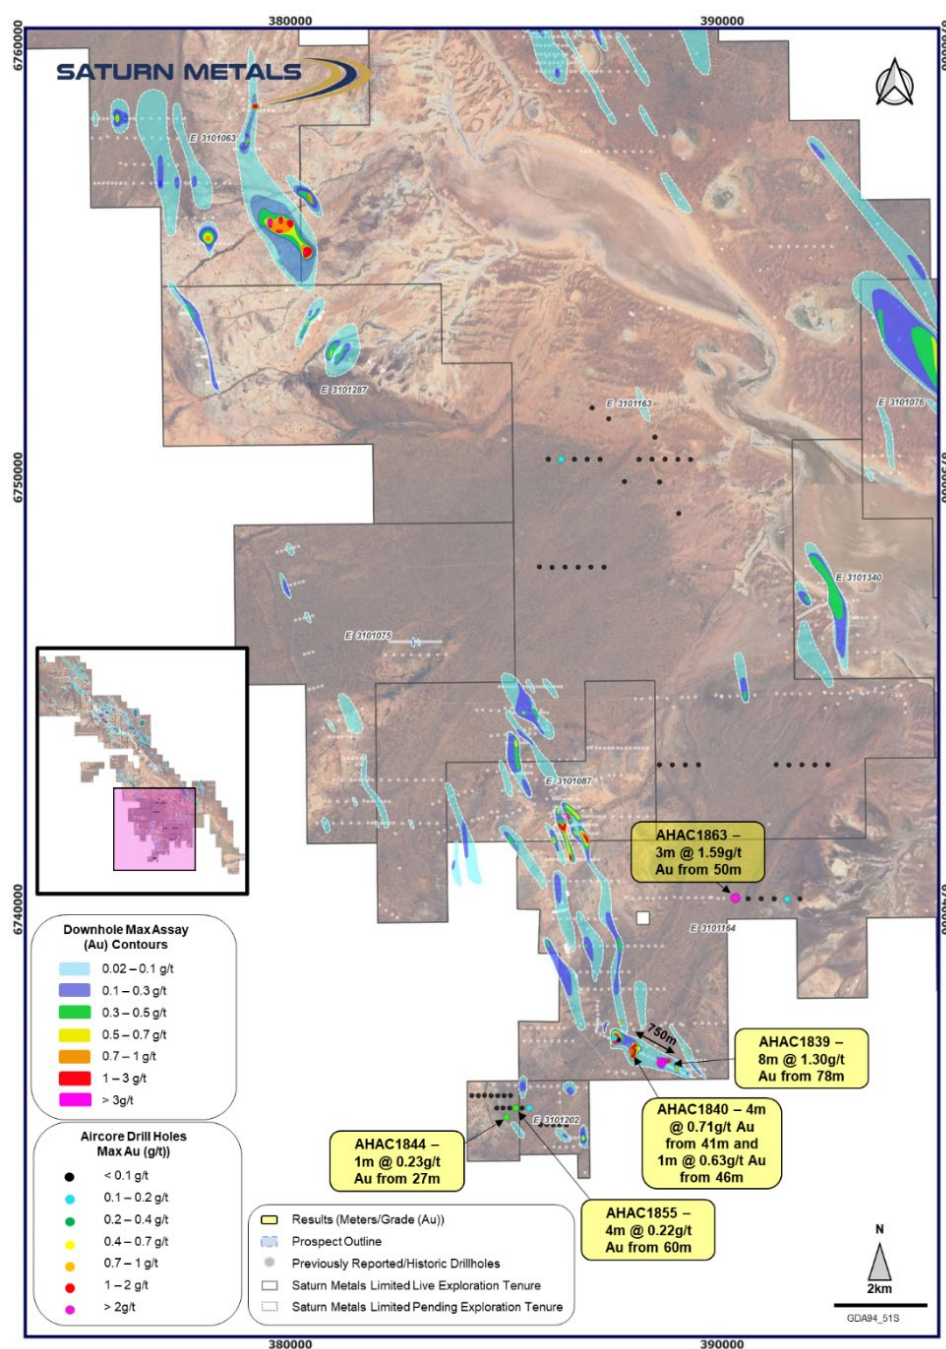 380000
390000
6760000
6760000
SATURN METALS
E 3101063
E 3101287
E 3101163
E 3101076
6750000
6750000
E 3101340
E 3101075
E 3101087
AHAC1863 –
3m @ 1.59g/t
Au from 50m
6740000
6740000
E 3101164
Downhole Max Assay
(Au) Contours
0.02 – 0.1 g/t
0.1 – 0.3 g/t
0.3 – 0.5 g/t
0.5 – 0.7 g/t
0.7 – 1 g/t
1 – 3 g/t
> 3g/t
750m
AHAC1839 –
8m @ 1.30g/t
Au from 78m
AHAC1840 – 4m
@ 0.71g/t Au
from 41m and
1m @ 0.63g/t Au
from 46m
E 3101202
AHAC1844 –
1m @ 0.23g/t
Au from 27m
AHAC1855 –
4m @ 0.22g/t
Au from 60m
Aircore Drill Holes
Max Au (g/t))
< 0.1 g/t
0.1 – 0.2 g/t
0.2 – 0.4 g/t
0.4 – 0.7 g/t
0.7 – 1 g/t
1 – 2 g/t
> 2g/t
Results (Meters/Grade (Au))
Prospect Outline
Previously Reported/Historic Drillholes
Saturn Metals Limited Live Exploration Tenure
Saturn Metals Limited Pending Exploration Tenure
N
2km
GDA94_51S
380000
390000